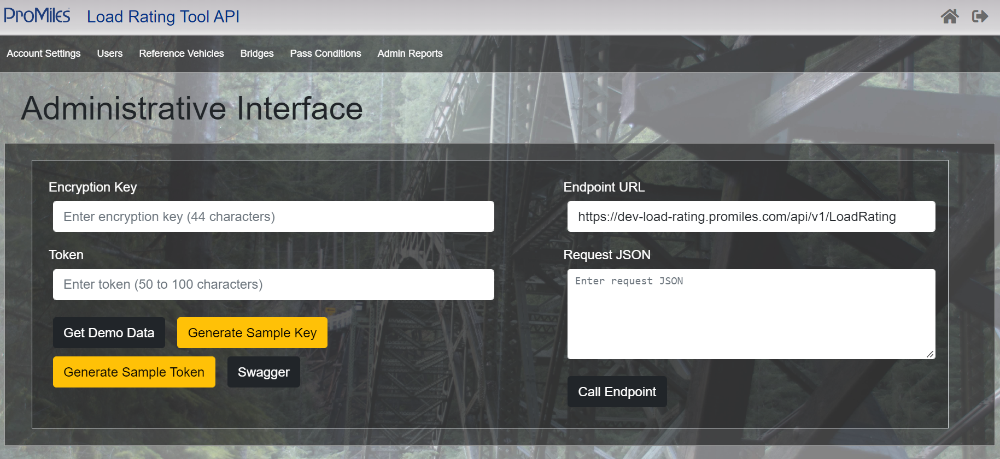 ProMiles Load Rating Tool API
Account Settings Users Reference Vehicles Bridges Pass Conditions Admin Reports
Administrative Interface
Encryption Key
Enter encryption key (44 characters)
Token
Enter token (50 to 100 characters)
Get Demo Data Generate Sample Key
Generate Sample Token Swagger
Endpoint URL
https://dev-load-rating.promiles.com/api/v1/LoadRating
Request JSON
Enter request JSON
Call Endpoint